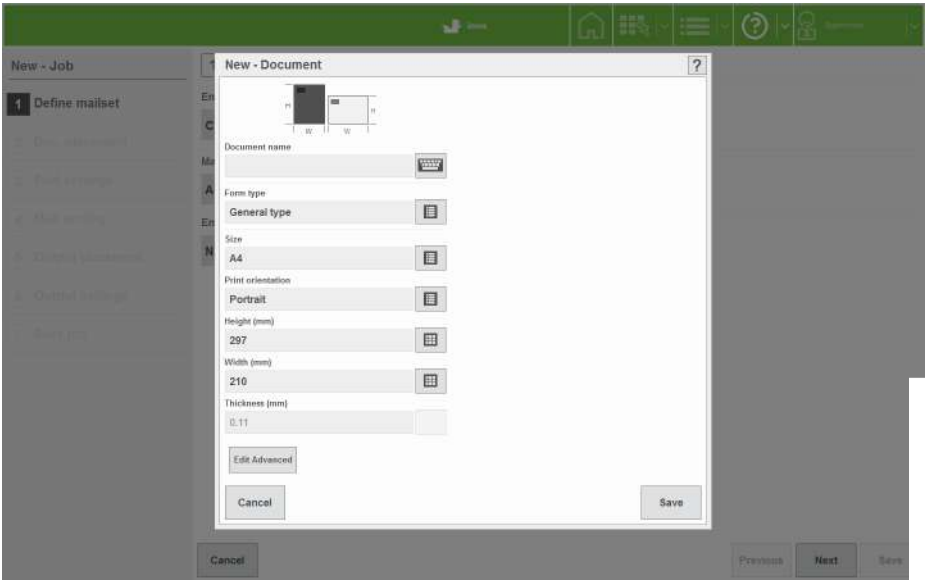 New - Job
1 Define mailset
New - Document
?
H
H
W
W
Document name
Form type
General type
Size
A4
Print orientation
Portrait
Height (mm)
297
Width (mm)
210
Thickness (mm)
0.11
Edit Advanced
Cancel
Save
Cancel
Previous
Next
Save